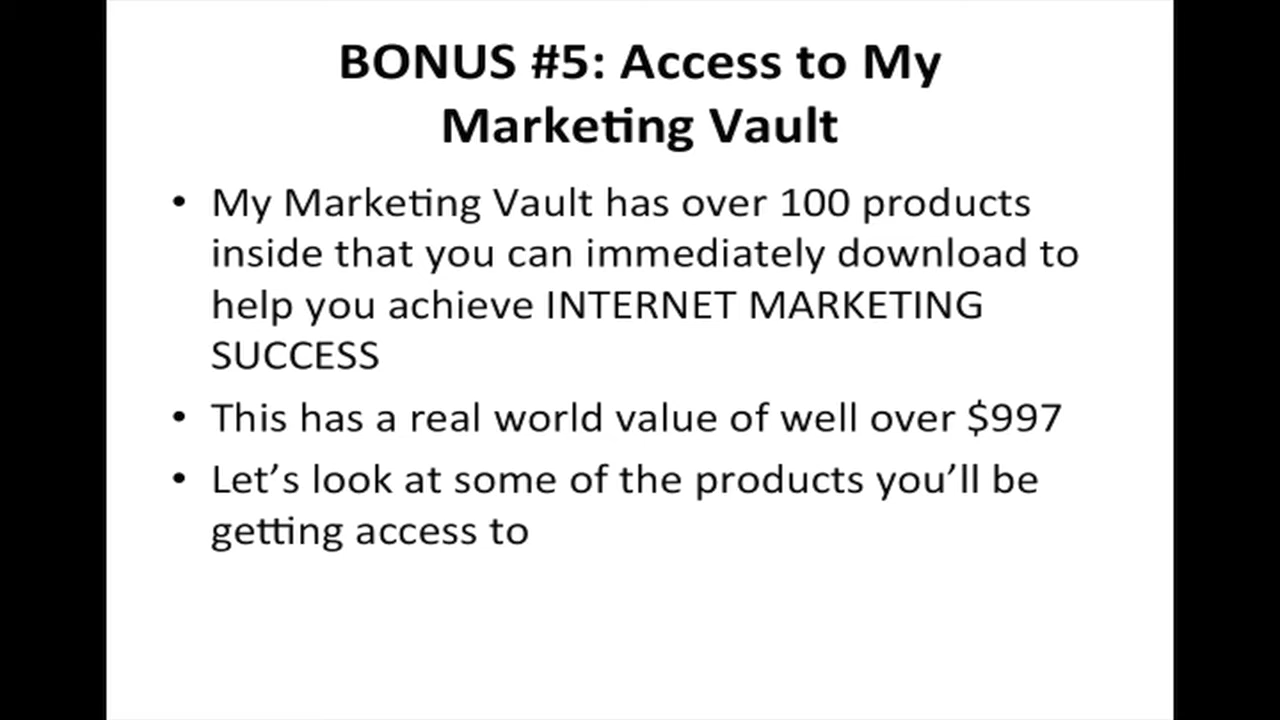 BONUS #5: Access to My
Marketing Vault
• My Marketing Vault has over 100 products
inside that you can immediately download to
help you achieve INTERNET MARKETING
SUCCESS
• This has a real world value of well over $997
• Let’s look at some of the products you’ll be
getting access to